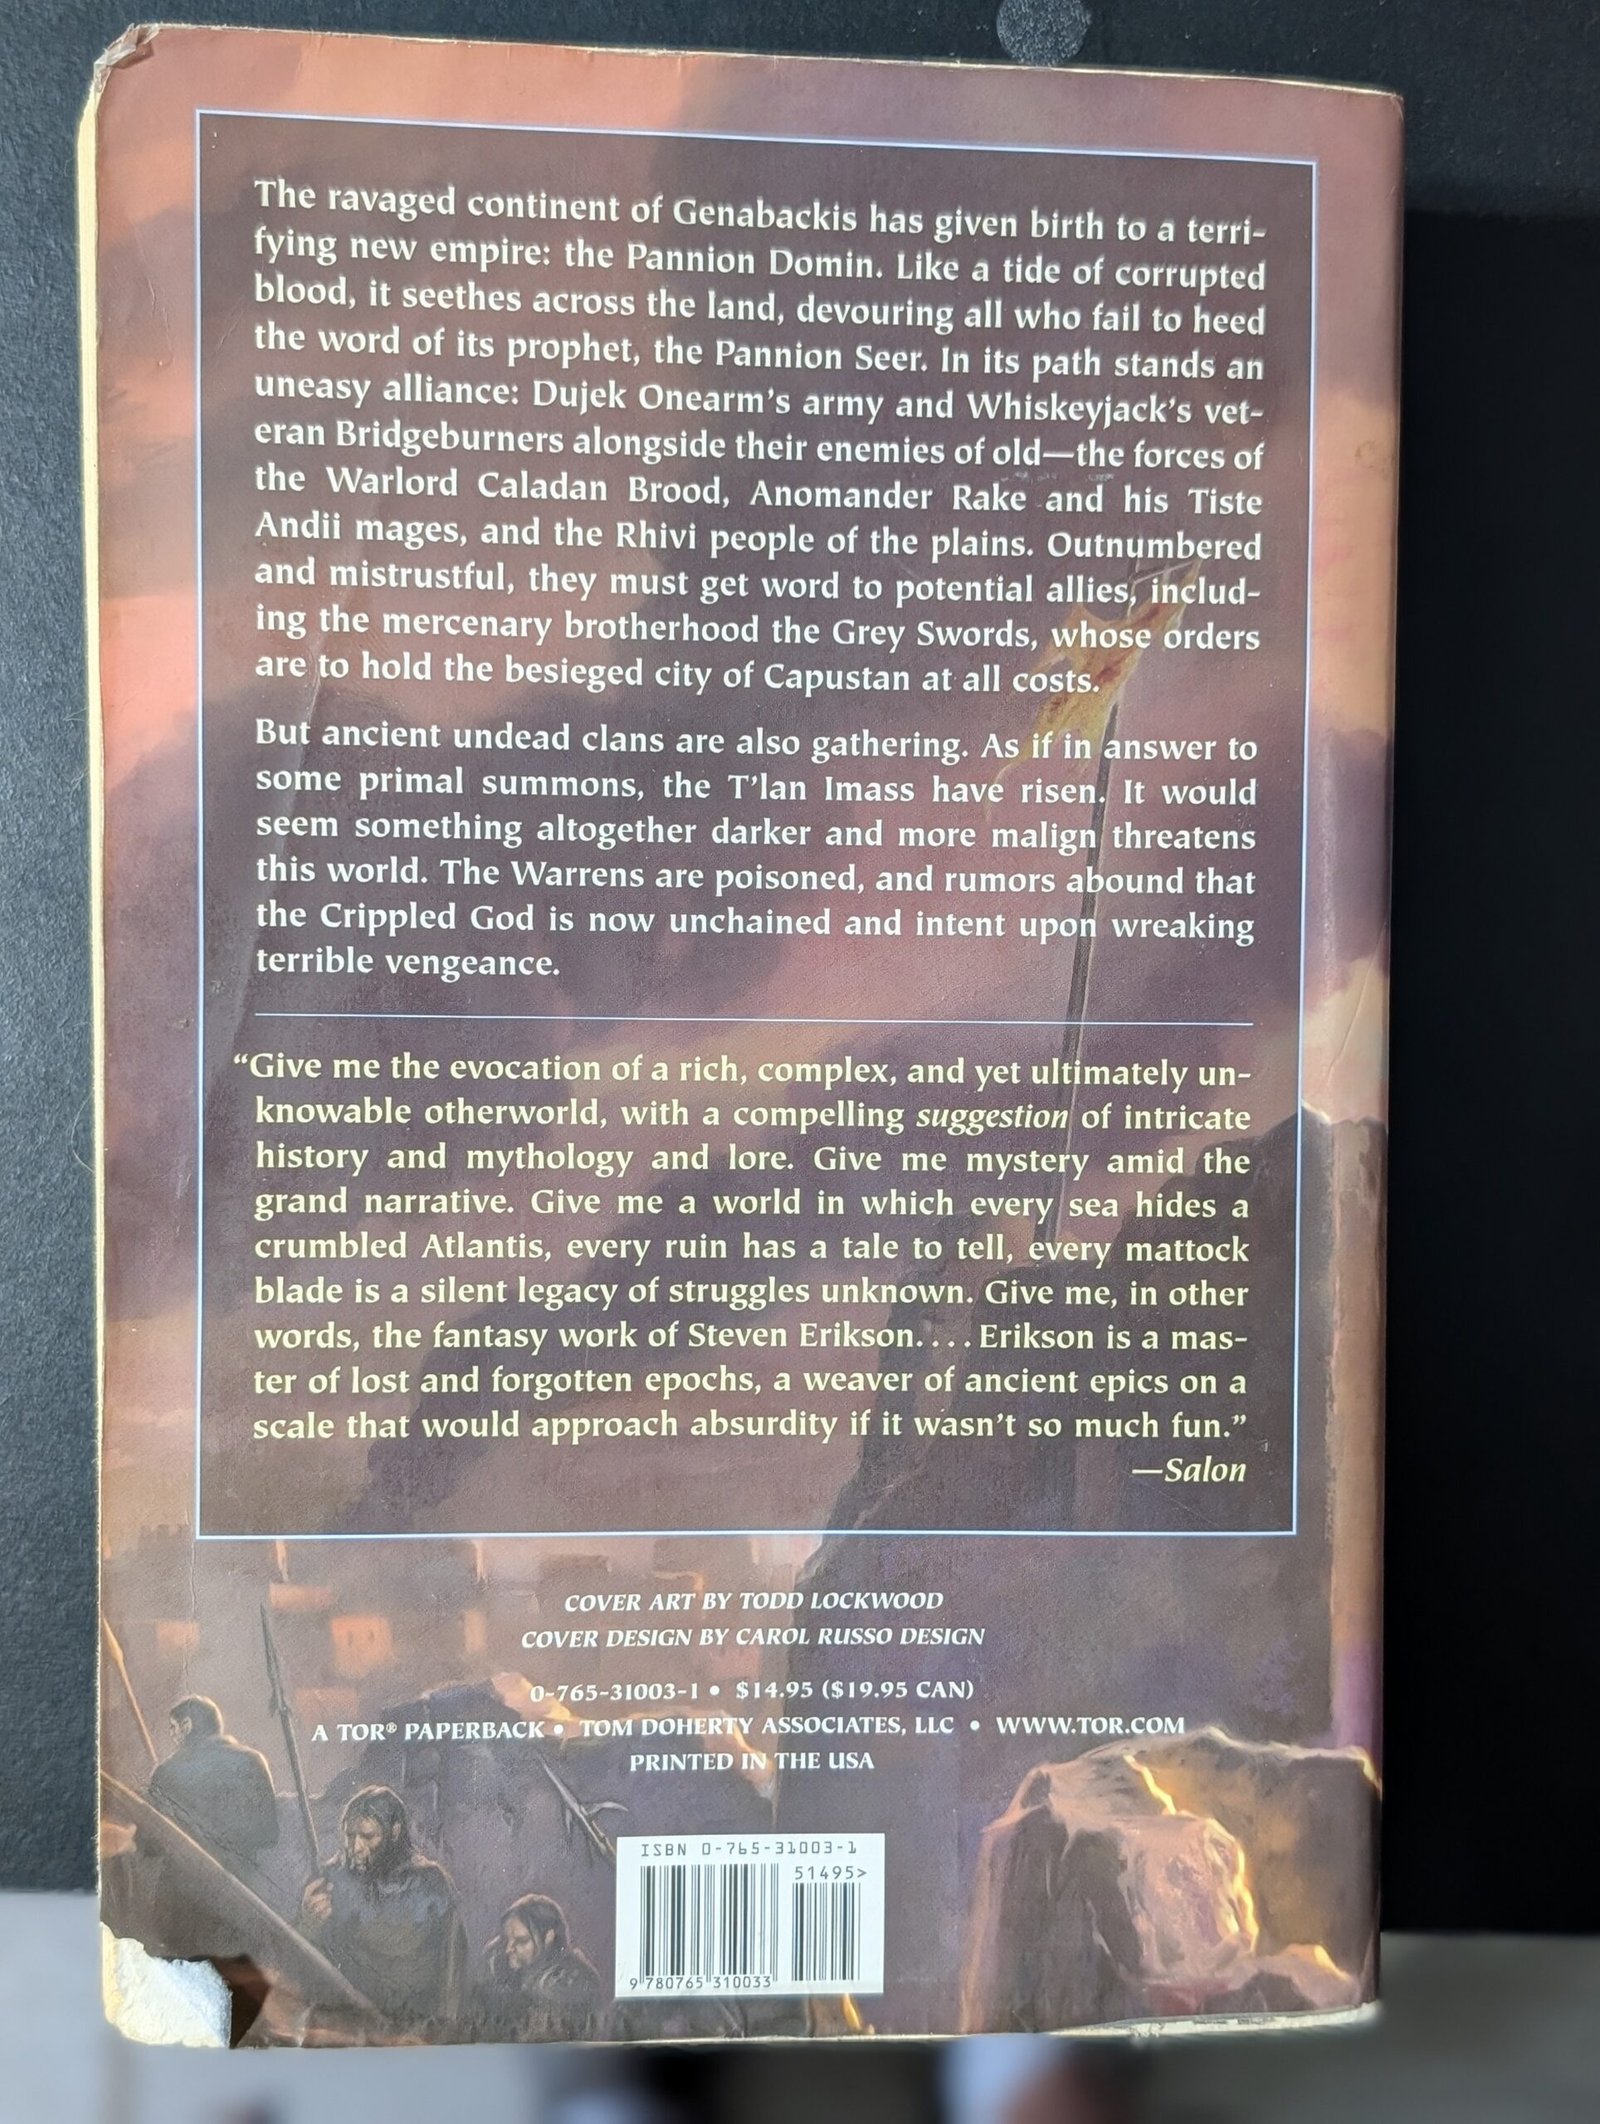 The ravaged continent of Genabackis has given birth to a terri-
fying new empire: the Pannion Domin. Like a tide of corrupted
blood, it seethes across the land, devouring all who fail to heed
the word of its prophet, the Pannion Seer. In its path stands an
uneasy alliance: Dujek Onearm's army and Whiskeyjack's vet-
eran Bridgeburners alongside their enemies of old—the forces of
the Warlord Caladan Brood, Anomander Rake and his Tiste
Andii mages, and the Rhivi people of the plains. Outnumbered
and mistrustful, they must get word to potential allies, includ-
ing the mercenary brotherhood the Grey Swords, whose orders
are to hold the besieged city of Capustan at all costs.
But ancient undead clans are also gathering. As if in answer to
some primal summons, the T'lan Imass have risen. It would
seem something altogether darker and more malign threatens
this world. The Warrens are poisoned, and rumors abound that
the Crippled God is now unchained and intent upon wreaking
terrible vengeance.
"Give me the evocation of a rich, complex, and yet ultimately un-
knowable otherworld, with a compelling suggestion of intricate
history and mythology and lore. Give me mystery amid the
grand narrative. Give me a world in which every sea hides a
crumbled Atlantis, every ruin has a tale to tell, every mattock
blade is a silent legacy of struggles unknown. Give me, in other
words, the fantasy work of Steven Erikson.... Erikson is a mas-
ter of lost and forgotten epochs, a weaver of ancient epics on a
scale that would approach absurdity if it wasn't so much fun."
—Salon
COVER ART BY TODD LOCKWOOD
COVER DESIGN BY CAROL RUSSO DESIGN
0-765-31003-1 • $14.95 ($19.95 CAN)
A TOR® PAPERBACK • TOM DOHERTY ASSOCIATES, LLC • WWW.TOR.COM
PRINTED IN THE USA
ISBN 0-765-31003-1
51495>
9 780765 310033